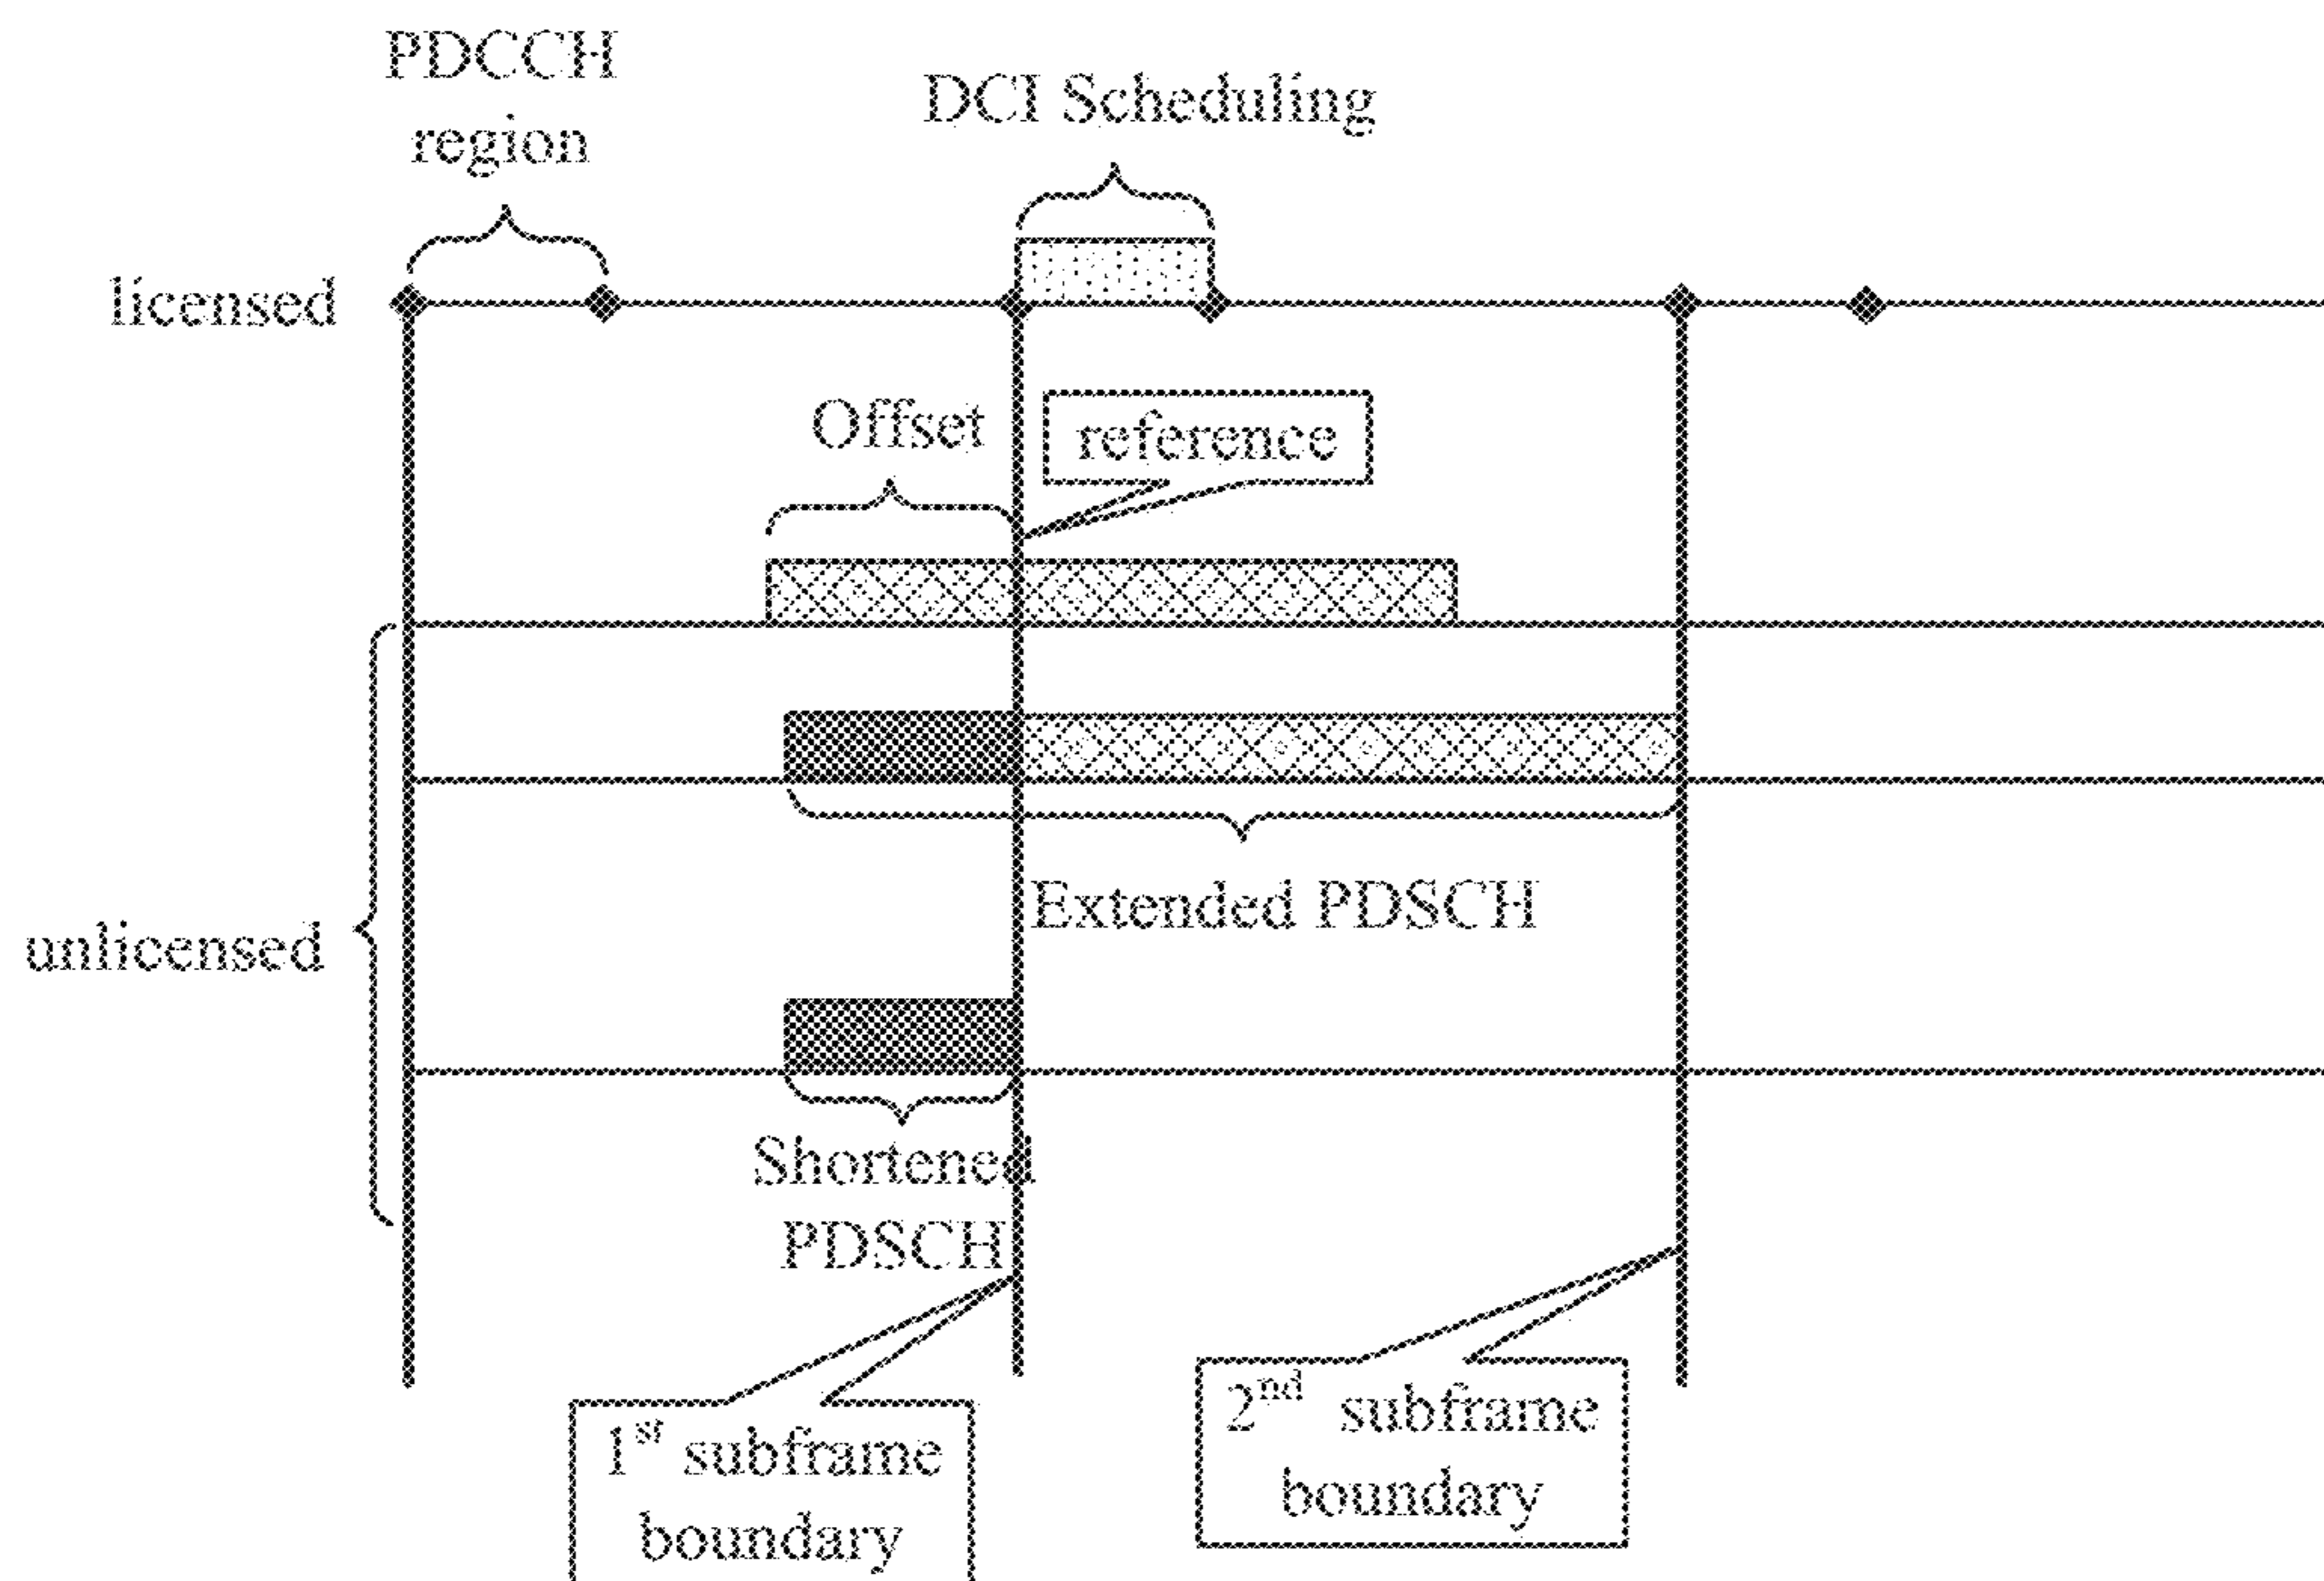 PDCCH
region
DCI Scheduling
licensed
Offset
reference
Extended PDSCH
unlicensed
Shortened
PDSCH
1st subframe
boundary
2nd subframe
boundary